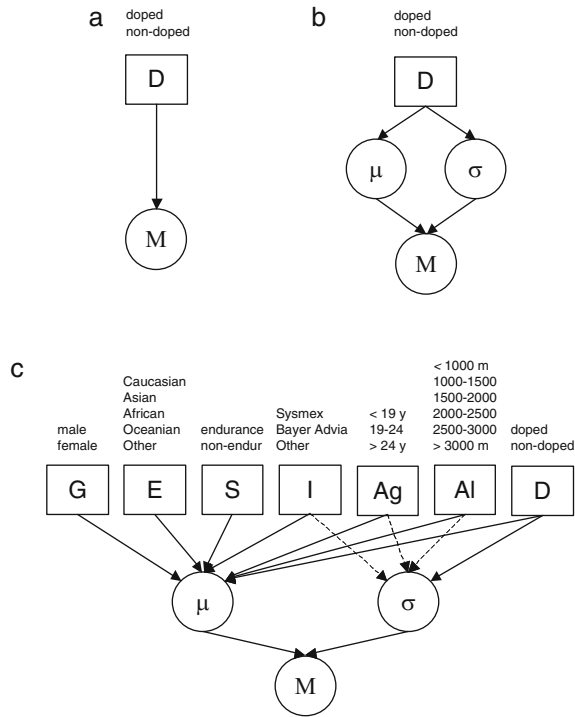 a
doped
non-doped
D
M
b
doped
non-doped
D
μ
σ
M
c
male
female
G
Caucasian
Asian
African
Oceanian
Other
E
endurance
non-endur
S
Sysmex
Bayer Advia
Other
I
< 19 y
19-24
> 24 y
Ag
< 1000 m
1000-1500
1500-2000
2000-2500
2500-3000
> 3000 m
Al
doped
non-doped
D
μ
σ
M